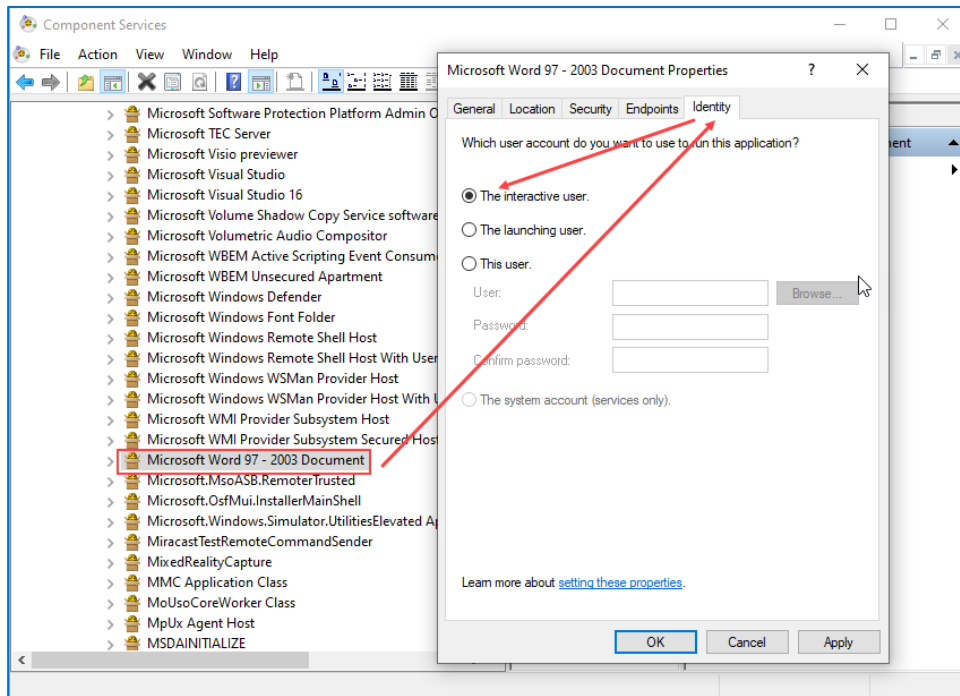 Component Services
File Action View Window Help
Microsoft Software Protection Platform Admin O
Microsoft TEC Server
Microsoft Visio previewer
Microsoft Visual Studio
Microsoft Visual Studio 16
Microsoft Volume Shadow Copy Service software
Microsoft Volumetric Audio Compositor
Microsoft WBEM Active Scripting Event Consum
Microsoft WBEM Unsecured Apartment
Microsoft Windows Defender
Microsoft Windows Font Folder
Microsoft Windows Remote Shell Host
Microsoft Windows Remote Shell Host With User
Microsoft Windows WSMan Provider Host
Microsoft Windows WSMan Provider Host With U
Microsoft WMI Provider Subsystem Host
Microsoft WMI Provider Subsystem Secured Host
Microsoft Word 97 - 2003 Document
Microsoft.MsoASB.RemoterTrusted
Microsoft.OsfMui.InstallerMainShell
Microsoft.Windows.Simulator.UtilitiesElevated Ap
MiracastTestRemoteCommandSender
MixedRealityCapture
MMC Application Class
MoUsoCoreWorker Class
MpUx Agent Host
MSDAINITIALIZE
Microsoft Word 97 - 2003 Document Properties
General Location Security Endpoints Identity
Which user account do you want to use to run this application?
The interactive user.
The launching user.
This user.
User:
Browse...
Password:
Confirm password:
The system account (services only).
Learn more about setting these properties.
OK Cancel Apply